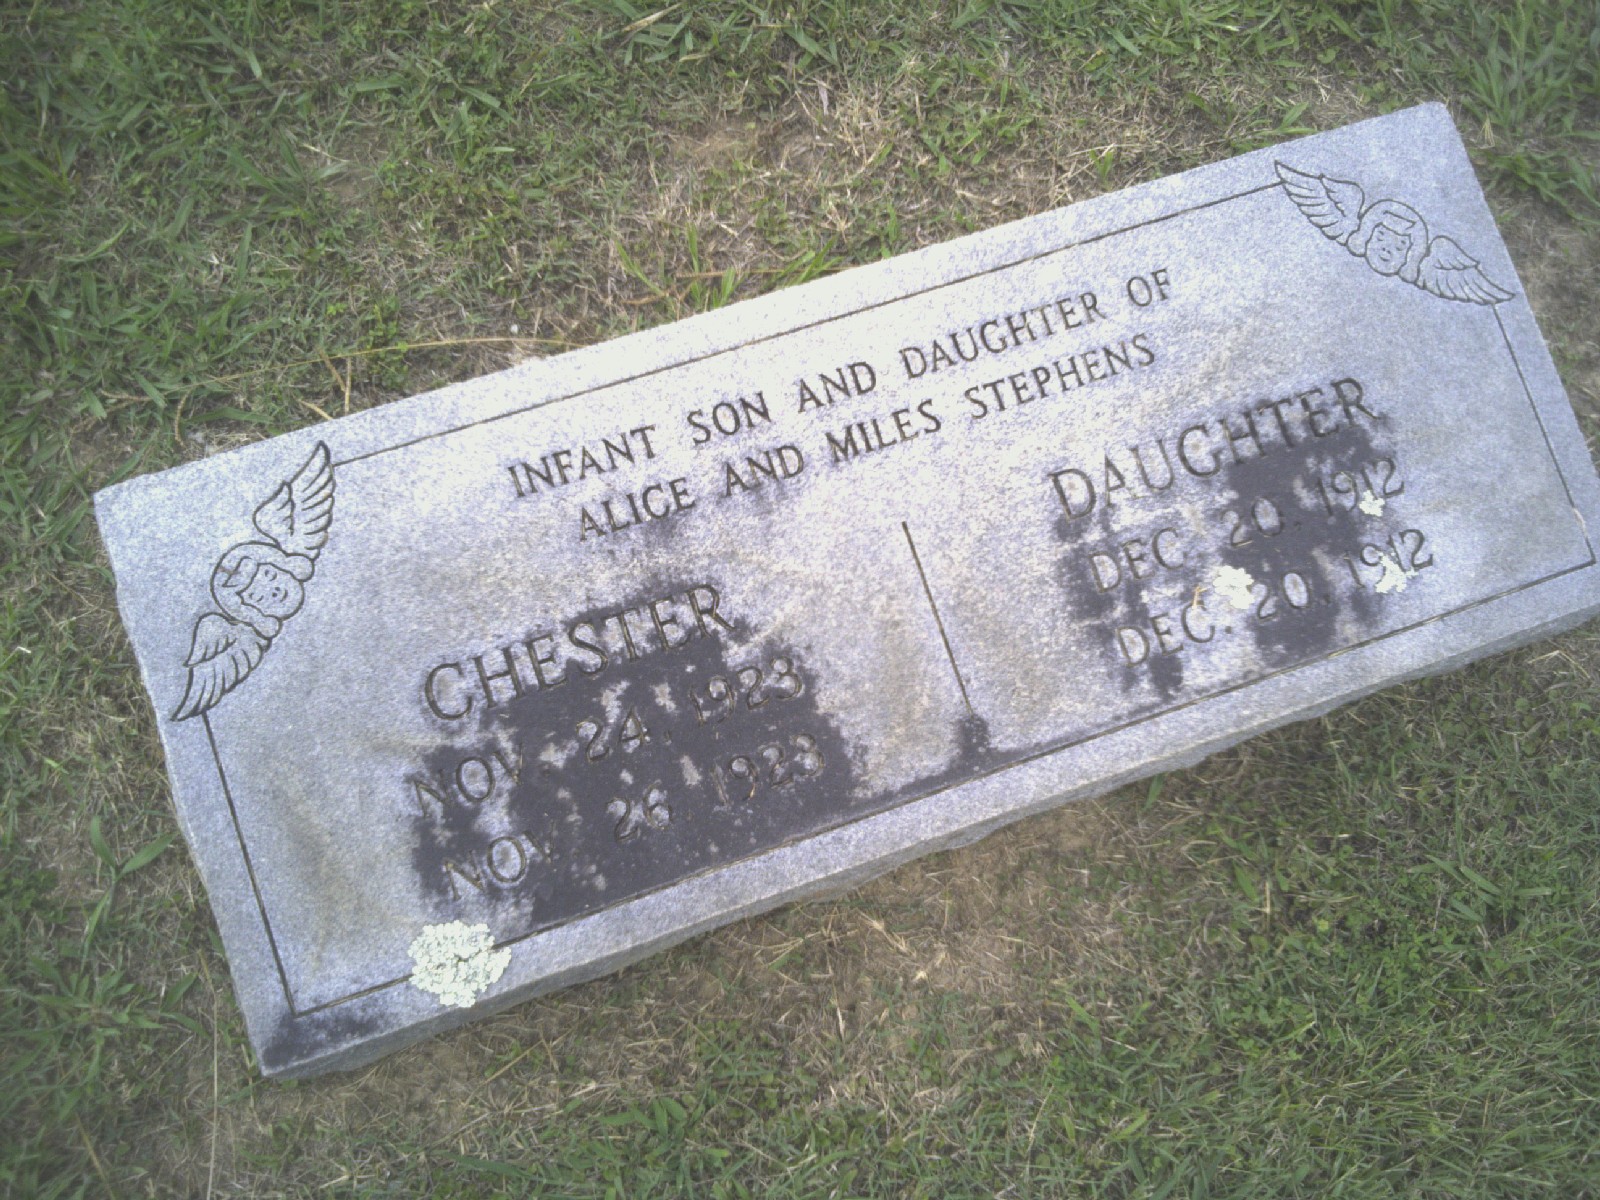 INFANT SON AND DAUGHTER OF
ALICE AND MILES STEPHENS
CHESTER
NOV. 24, 1923
NOV. 26, 1923
DAUGHTER
DEC. 20, 1912
DEC. 20, 1912